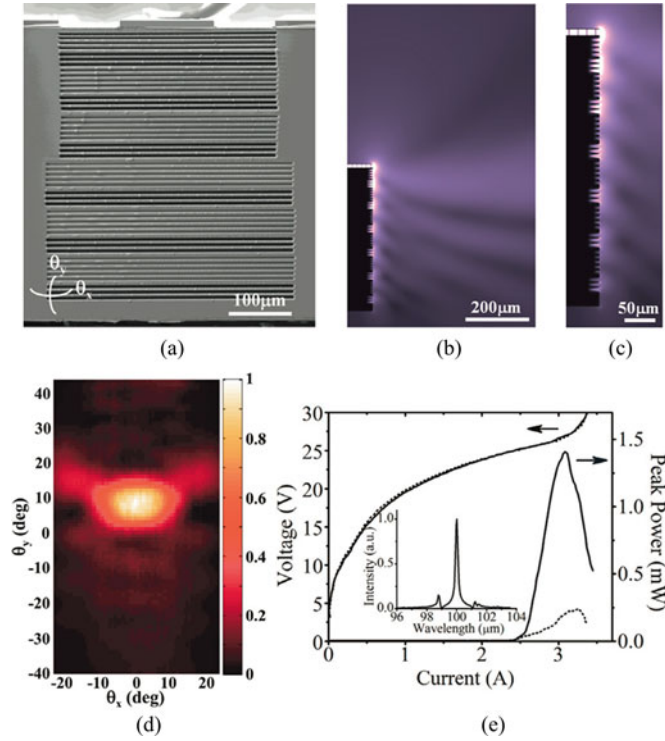 θy
θx
100μm
(a)
200μm
(b)
50μm
(c)
40
30
20
10
0
-10
-20
-30
-40
θy (deg)
-20 -10 0 10 20
θx (deg)
1
0.8
0.6
0.4
0.2
0
(d)
30
25
20
15
10
5
0
Voltage (V)
0 1 2 3
Current (A)
1.5
1.0
0.5
0.0
Peak Power (mW)
1.0
0.5
0.0
Intensity (a.u.)
96 98 100 102 104
Wavelength (μm)
(e)